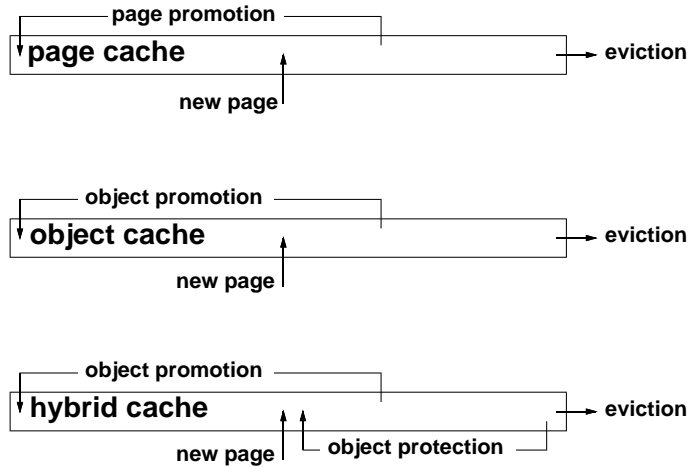 page promotion
page cache
eviction
new page
object promotion
object cache
eviction
new page
object promotion
hybrid cache
eviction
new page
object protection